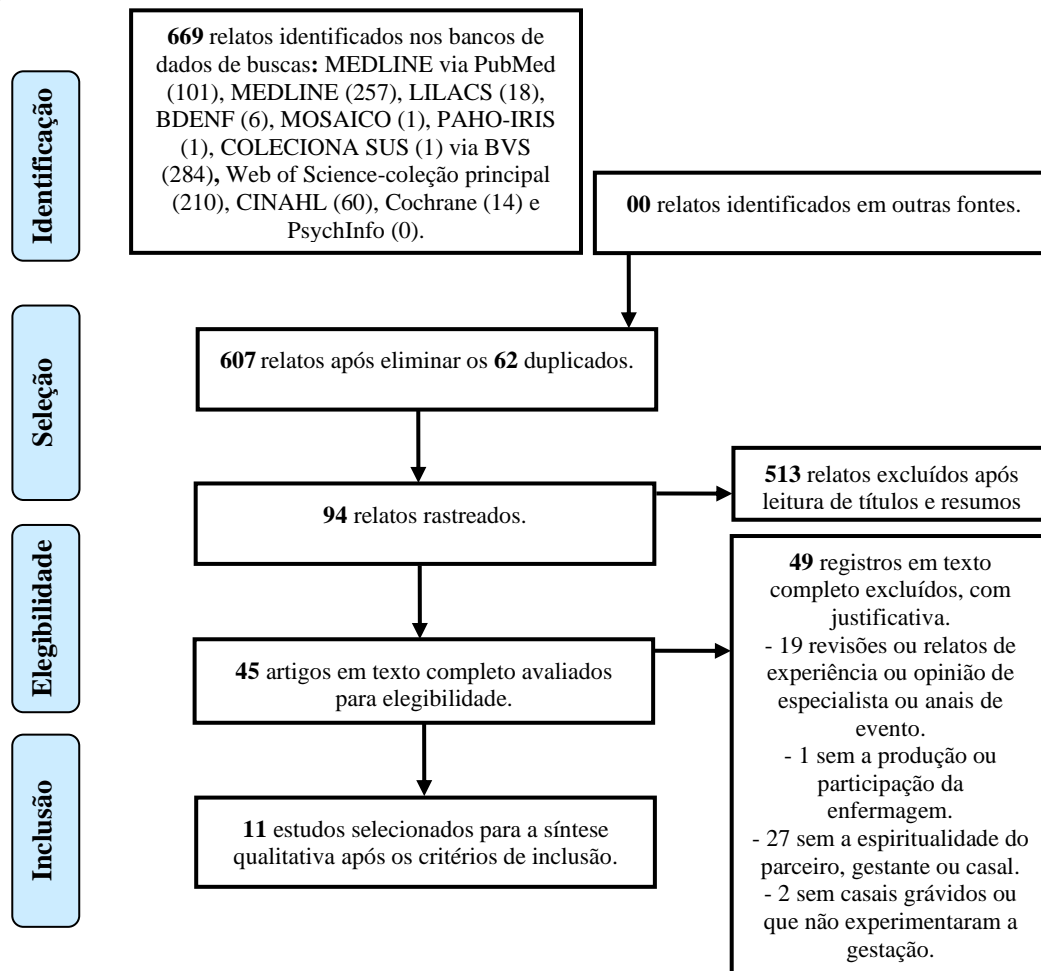 669 relatos identificados nos bancos de
dados de buscas: MEDLINE via PubMed
(101), MEDLINE (257), LILACS (18),
BDENF (6), MOSAICO (1), PAHO-IRIS
(1), COLECIONA SUS (1) via BVS
(284), Web of Science-coleção principal
(210), CINAHL (60), Cochrane (14) e
PsychInfo (0).
Identificação
00 relatos identificados em outras fontes.
Seleção
607 relatos após eliminar os 62 duplicados.
94 relatos rastreados.
513 relatos excluídos após
leitura de títulos e resumos
Elegibilidade
45 artigos em texto completo avaliados
para elegibilidade.
49 registros em texto
completo excluídos, com
justificativa.
- 19 revisões ou relatos de
experiência ou opinião de
especialista ou anais de
evento.
- 1 sem a produção ou
participação da
enfermagem.
- 27 sem a espiritualidade do
parceiro, gestante ou casal.
- 2 sem casais grávidos ou
que não experimentaram a
gestação.
Inclusão
11 estudos selecionados para a síntese
qualitativa após os critérios de inclusão.